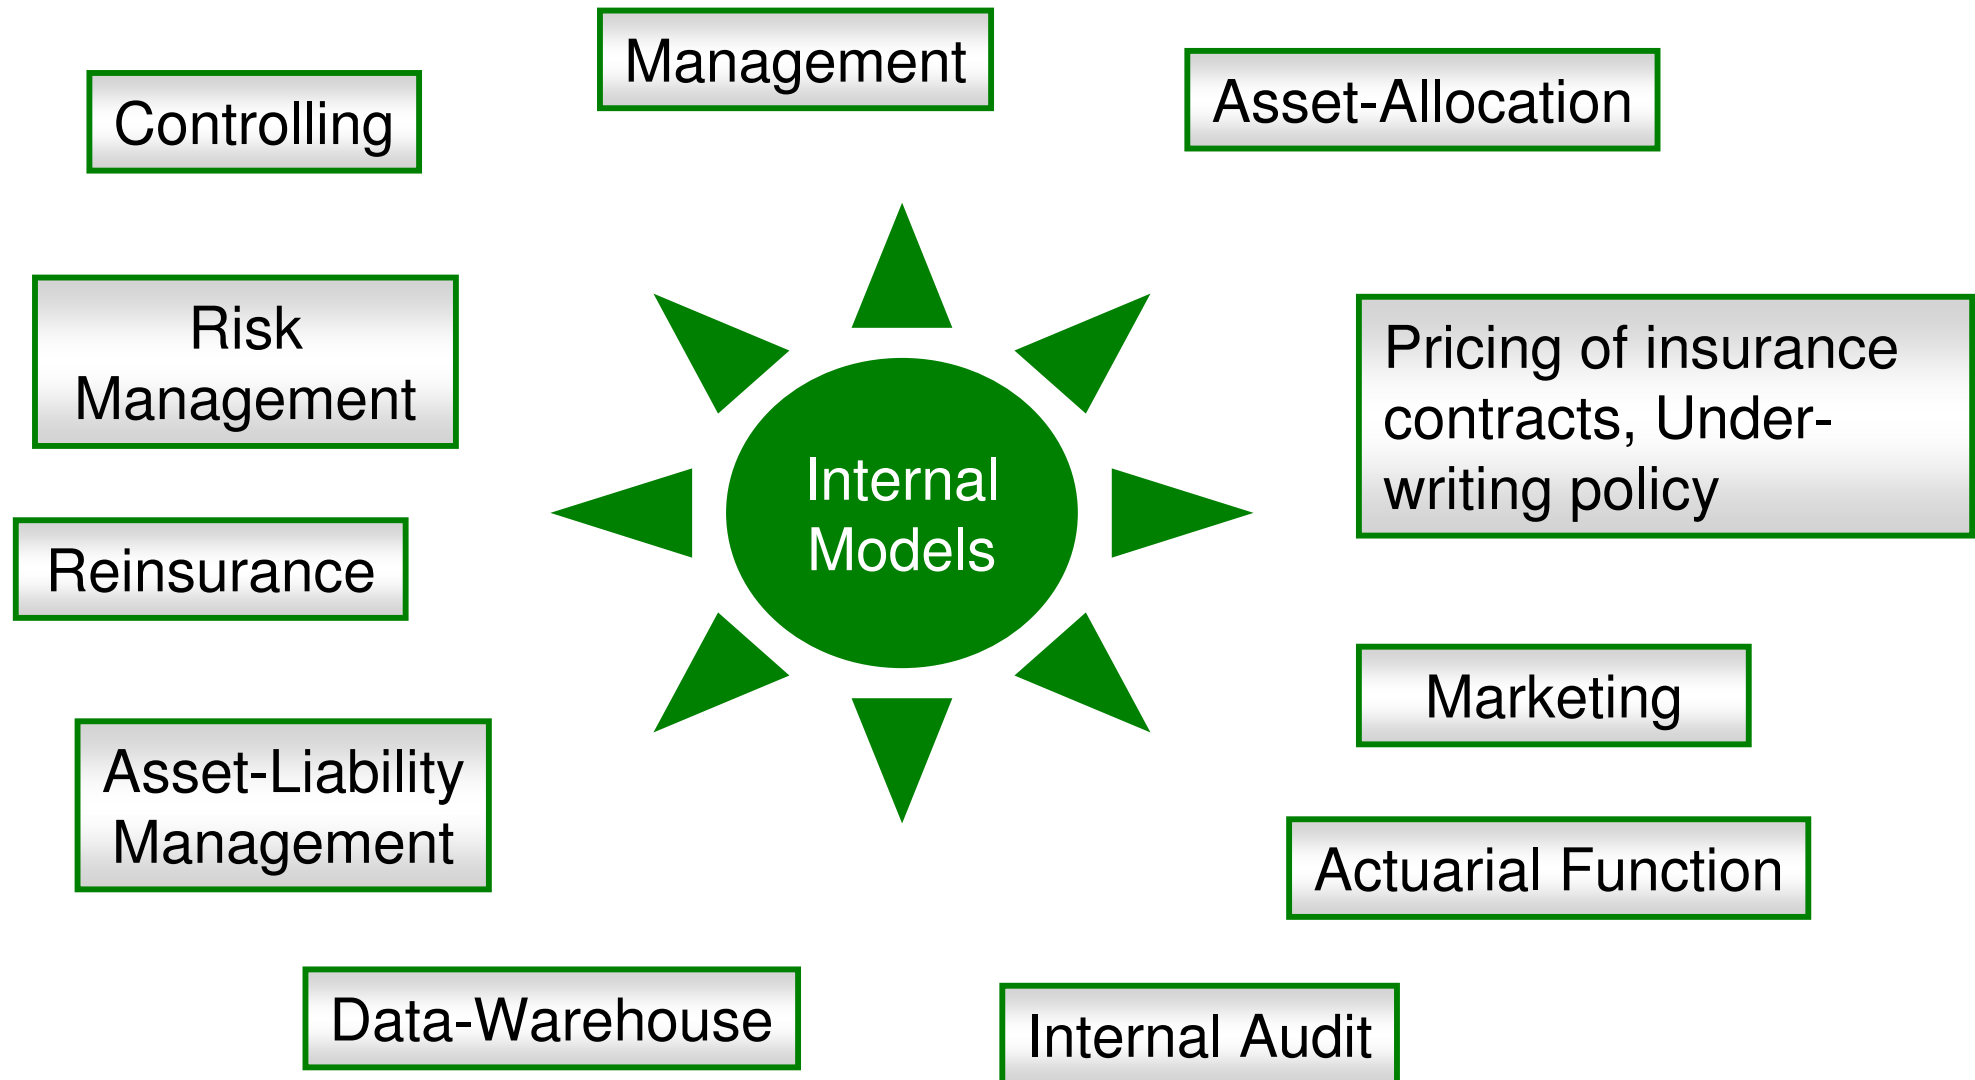 Management
Asset-Allocation
Controlling
Risk
Management
Pricing of insurance
contracts, Under-
writing policy
Internal
Models
Reinsurance
Marketing
Asset-Liability
Management
Actuarial Function
Data-Warehouse
Internal Audit